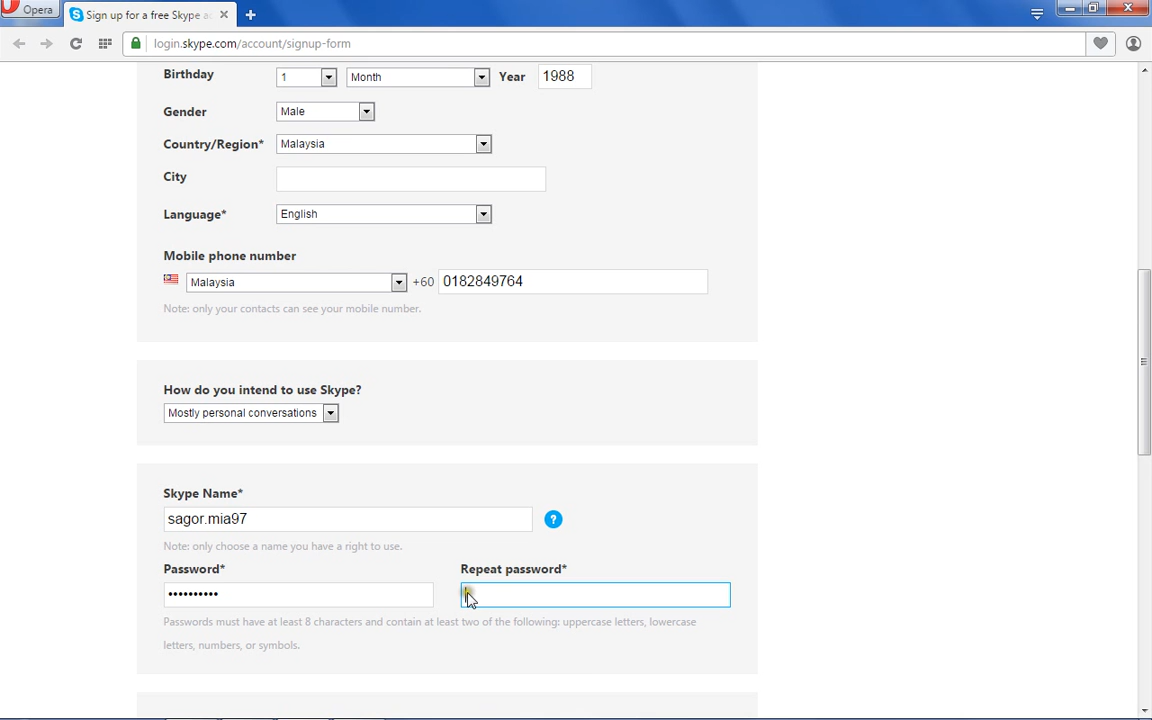 Opera
Sign up for a free Skype a
login.skype.com/account/signup-form
Birthday 1 Month Year 1988
Gender Male
Country/Region* Malaysia
City
Language* English
Mobile phone number
Malaysia +60 0182849764
Note: only your contacts can see your mobile number.
How do you intend to use Skype?
Mostly personal conversations
Skype Name*
sagor.mia97 ?
Note: only choose a name you have a right to use.
Password* Repeat password*
••••••••••
Passwords must have at least 8 characters and contain at least two of the following: uppercase letters, lowercase
letters, numbers, or symbols.